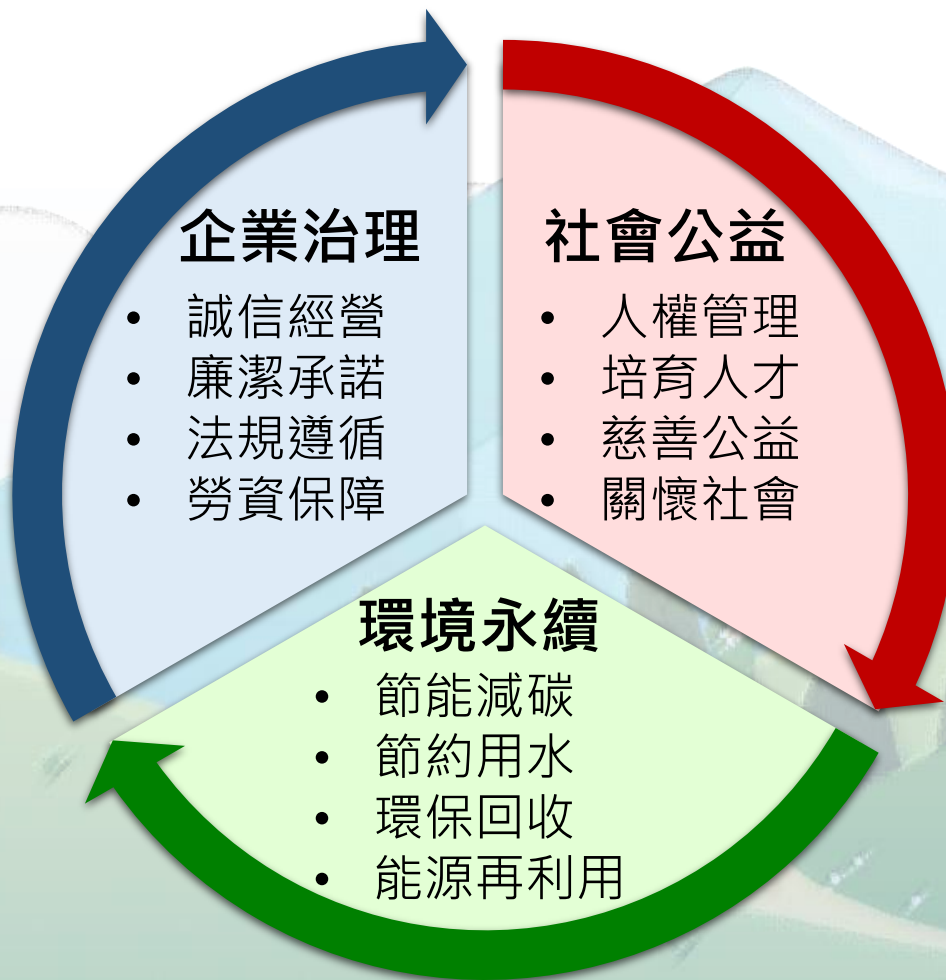 企業治理
• 誠信經營
• 廉潔承諾
• 法規遵循
• 勞資保障
社會公益
• 人權管理
• 培育人才
• 慈善公益
• 關懷社會
環境永續
• 節能減碳
• 節約用水
• 環保回收
• 能源再利用